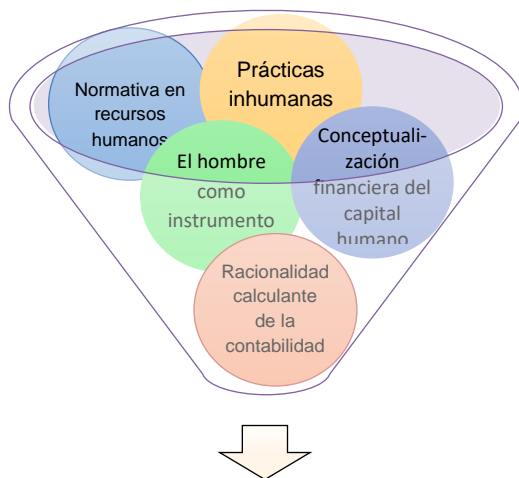 Normativa en
recursos
humanos
Prácticas
inhumanas
El hombre
como
instrumento
Conceptuali-
zación
financiera del
capital
humano
Racionalidad
calculante
de la
contabilidad